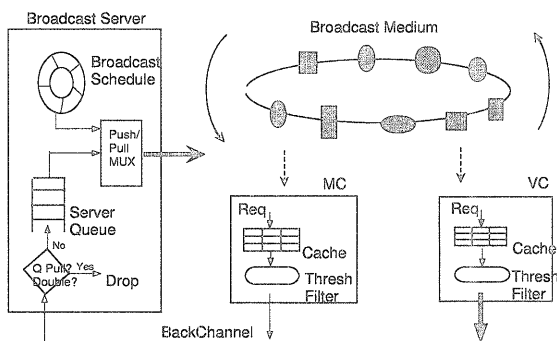 Broadcast Server
Broadcast
Schedule
Push/
Pull
MUX
Server
Queue
No
Q Pull?
Double?
Yes
Drop
Broadcast Medium
MC
Req
Cache
Thresh
Filter
VC
Req
Cache
Thresh
Filter
BackChannel